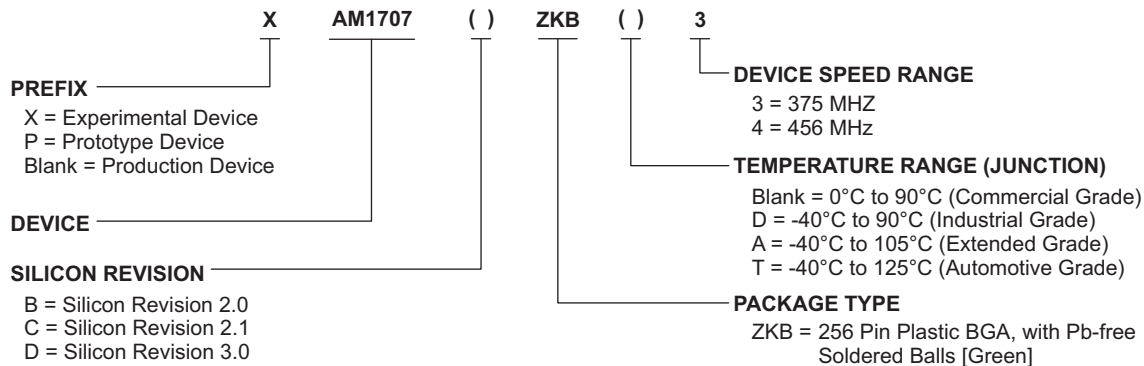 X AM1707 ( ) ZKB ( ) 3
PREFIX
X = Experimental Device
P = Prototype Device
Blank = Production Device
DEVICE
SILICON REVISION
B = Silicon Revision 2.0
C = Silicon Revision 2.1
D = Silicon Revision 3.0
DEVICE SPEED RANGE
3 = 375 MHZ
4 = 456 MHz
TEMPERATURE RANGE (JUNCTION)
Blank = 0°C to 90°C (Commercial Grade)
D = -40°C to 90°C (Industrial Grade)
A = -40°C to 105°C (Extended Grade)
T = -40°C to 125°C (Automotive Grade)
PACKAGE TYPE
ZKB = 256 Pin Plastic BGA, with Pb-free
Soldered Balls [Green]